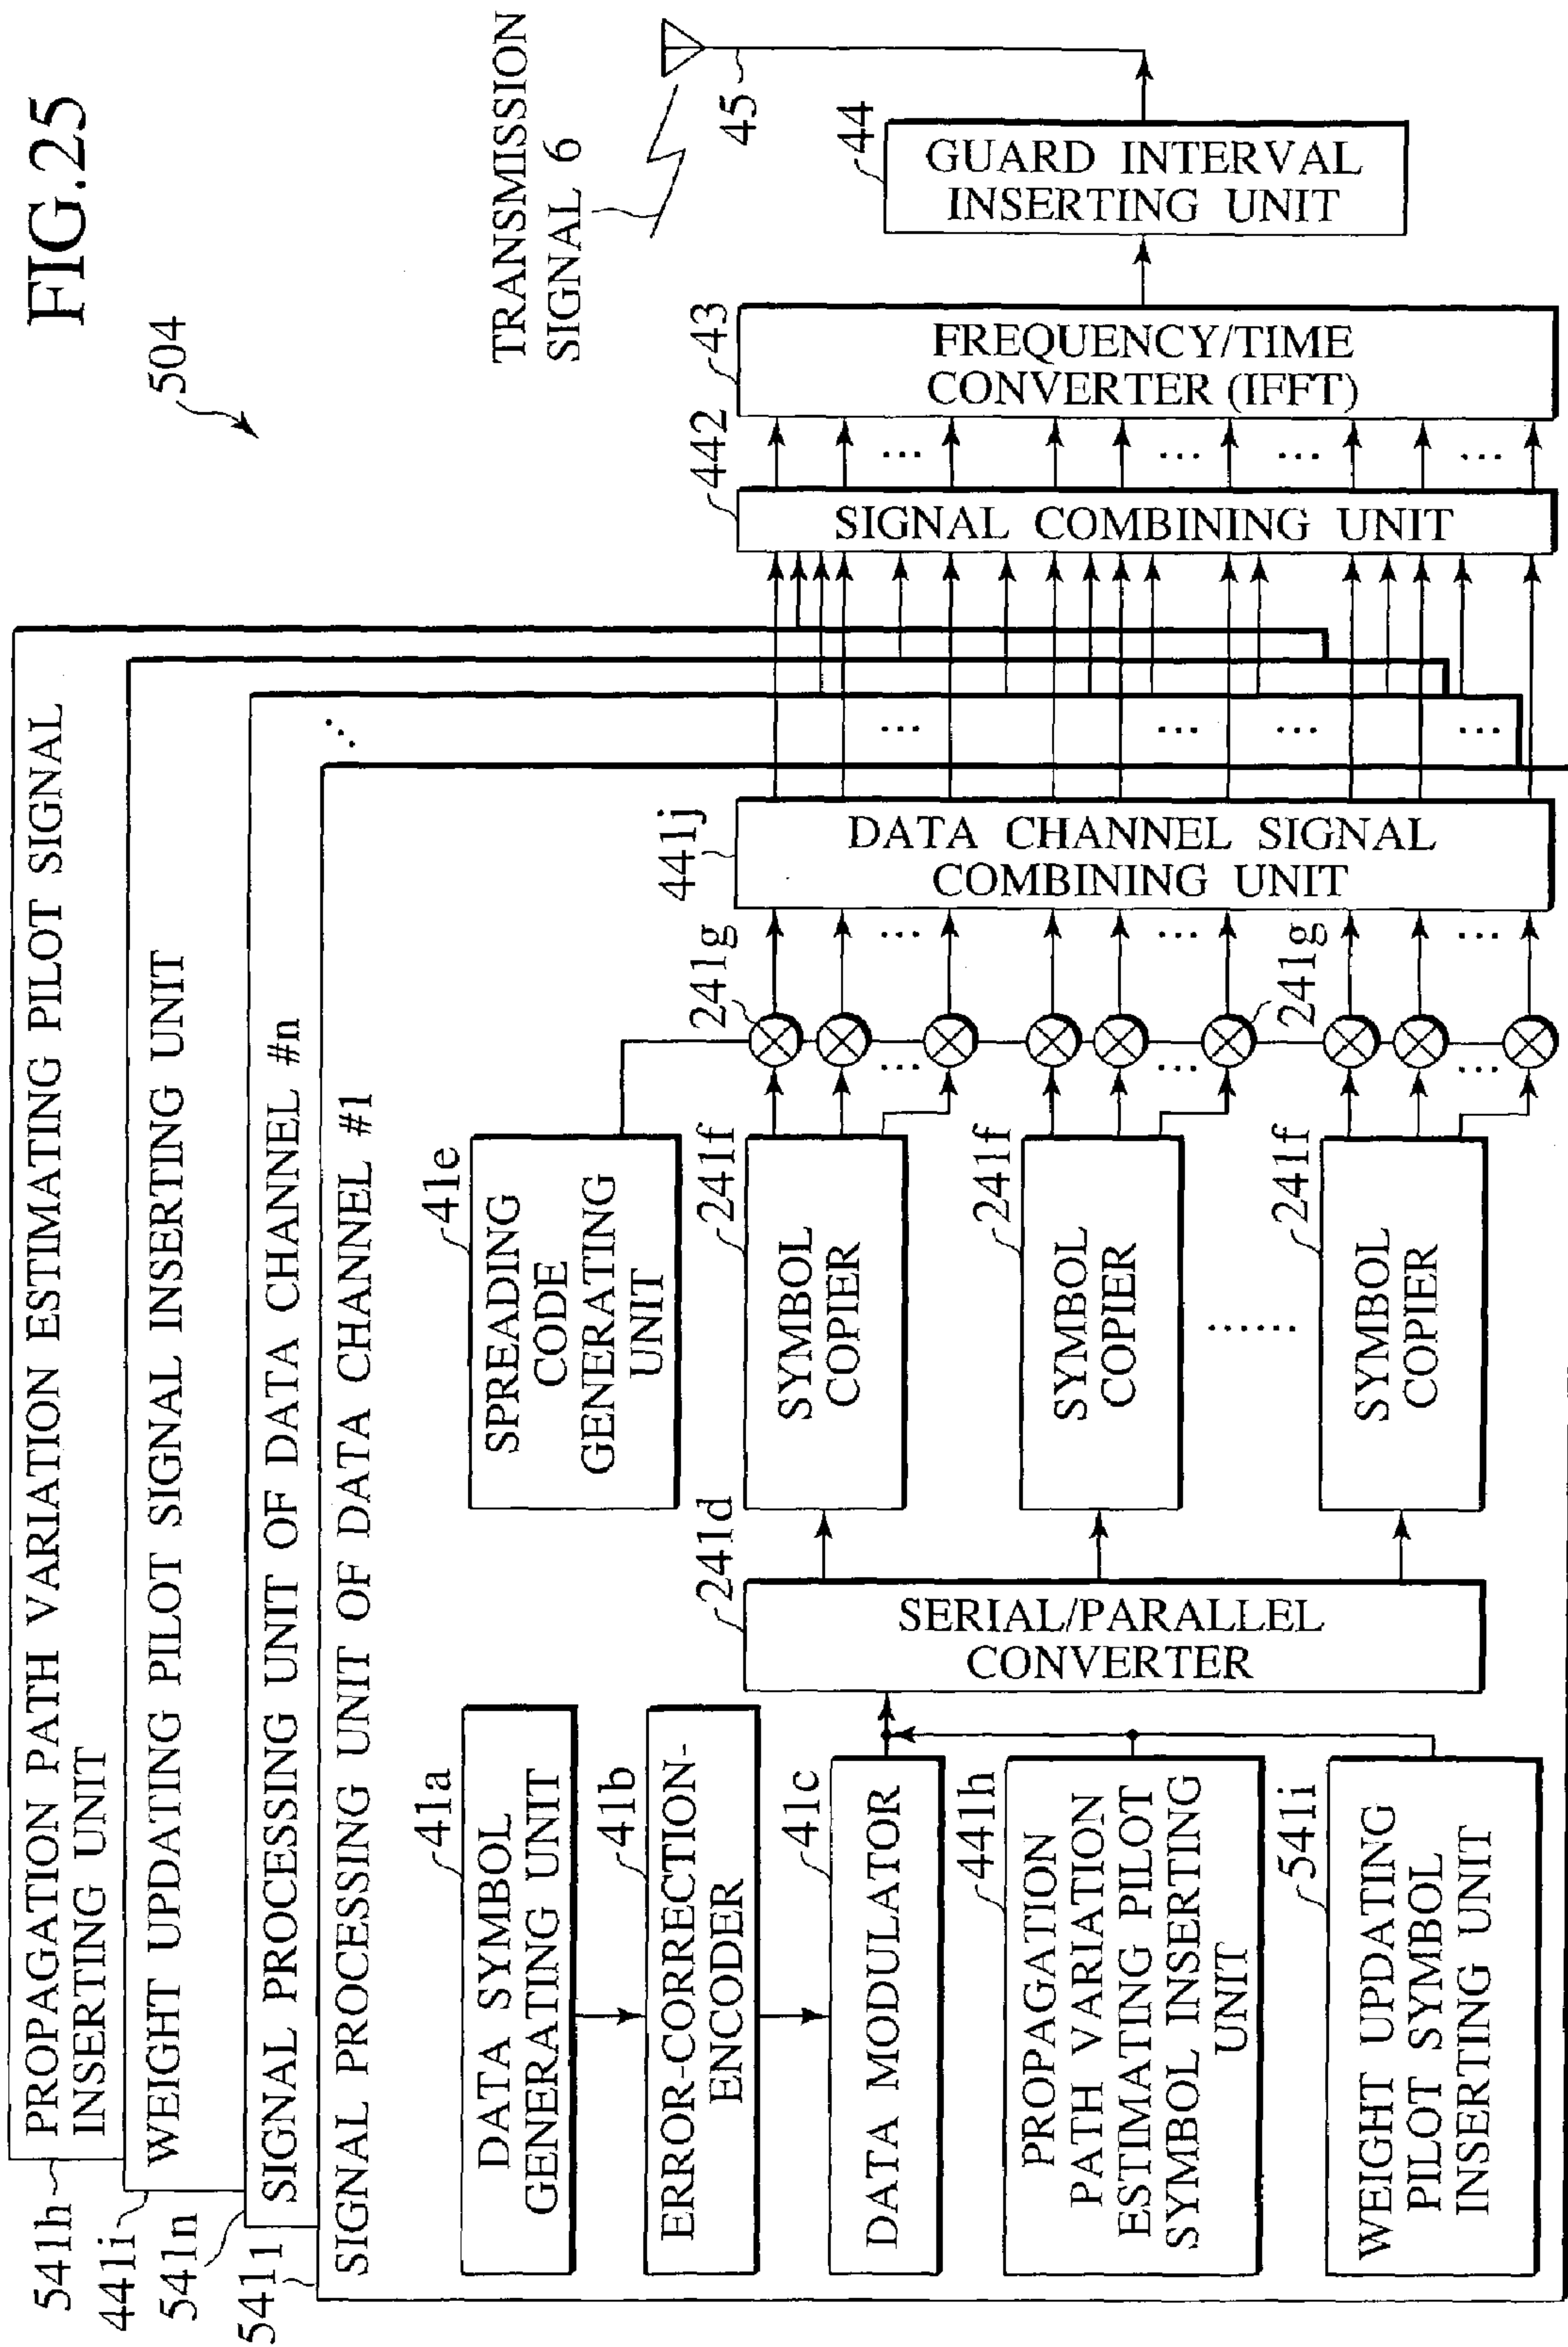 FIG.25
504
541h
PROPAGATION PATH VARIATION ESTIMATING PILOT SIGNAL
INSERTING UNIT
441i
WEIGHT UPDATING PILOT SIGNAL INSERTING UNIT
541n
SIGNAL PROCESSING UNIT OF DATA CHANNEL #n
5411
SIGNAL PROCESSING UNIT OF DATA CHANNEL #1
41a
DATA SYMBOL
GENERATING UNIT
41b
ERROR-CORRECTION-
ENCODER
41c
DATA MODULATOR
441h
PROPAGATION
PATH VARIATION
ESTIMATING PILOT
SYMBOL INSERTING
UNIT
541i
WEIGHT UPDATING
PILOT SYMBOL
INSERTING UNIT
241d
SERIAL/PARALLEL
CONVERTER
41e
SPREADING
CODE
GENERATING
UNIT
241f
SYMBOL
COPIER
241f
SYMBOL
COPIER
......
241f
SYMBOL
COPIER
241g
241g
441j
DATA CHANNEL SIGNAL
COMBINING UNIT
442
SIGNAL COMBINING UNIT
43
FREQUENCY/TIME
CONVERTER (IFFT)
44
GUARD INTERVAL
INSERTING UNIT
45
TRANSMISSION
SIGNAL 6